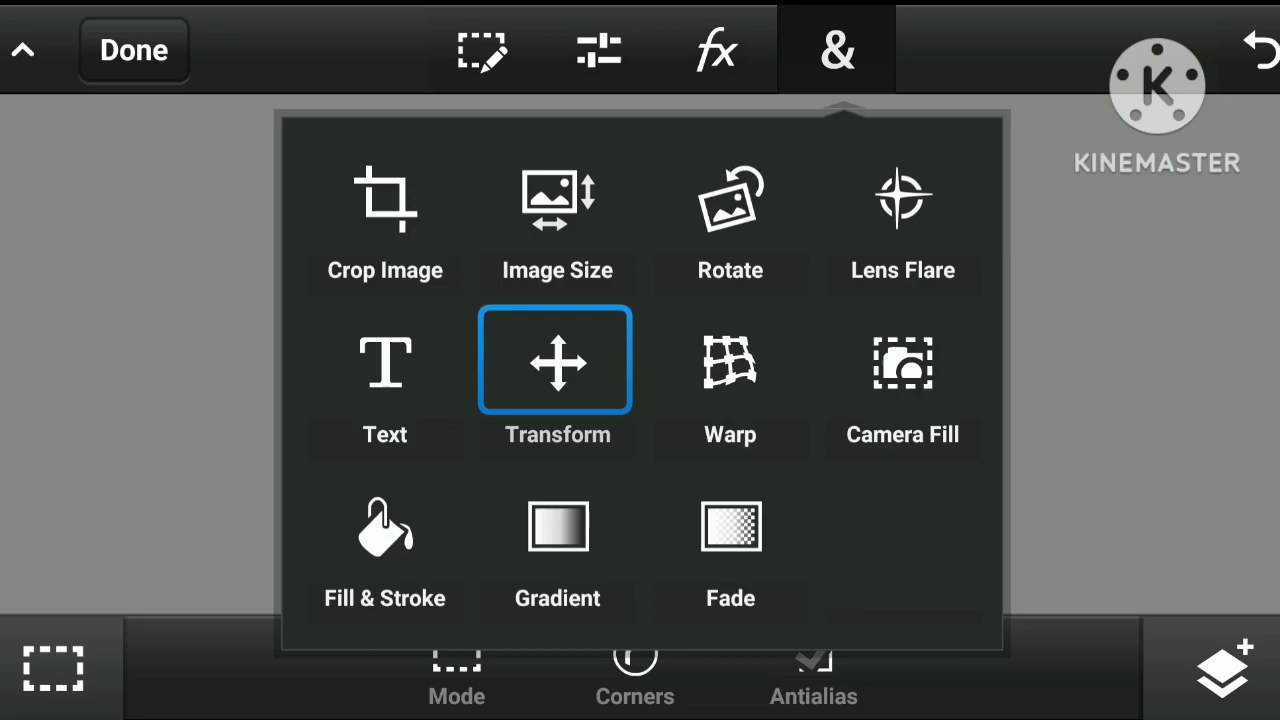 Done
fx
&
K
KINEMASTER
Crop Image
Image Size
Rotate
Lens Flare
T
Text
Transform
Warp
Camera Fill
Fill & Stroke
Gradient
Fade
Mode
Corners
Antialias